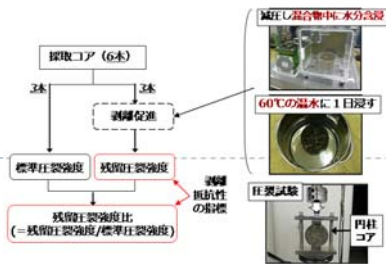 減圧し混合物中に水分含浸
採取コア（6本）
3本
3本
剥離促進
60℃の温水に１日浸す
標準圧裂強度
残留圧裂強度
剥離
抵抗性
の指標
残留圧裂強度比
(＝残留圧裂強度/標準圧裂強度)
圧裂試験
円柱
コア